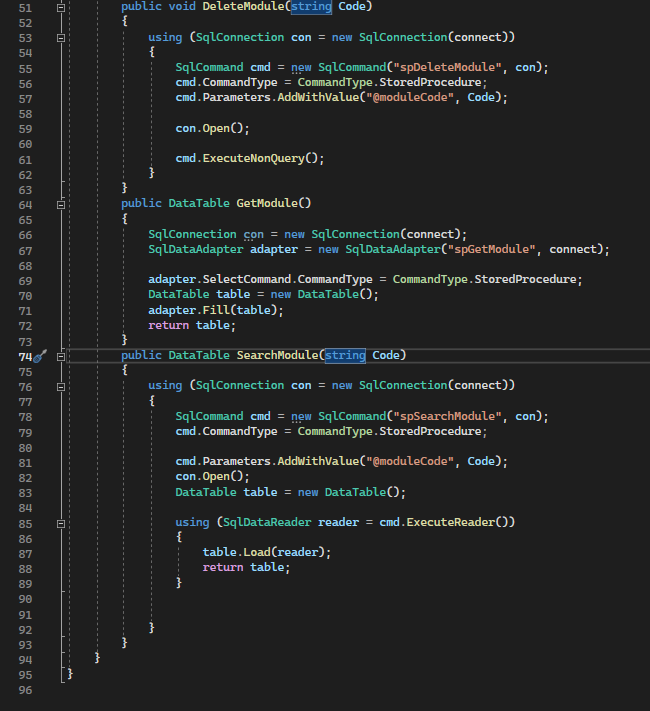 51 public void DeleteModule(string Code)
52 {
53 using (SqlConnection con = new SqlConnection(connect))
54 {
55 SqlCommand cmd = new SqlCommand("spDeleteModule", con);
56 cmd.CommandType = CommandType.StoredProcedure;
57 cmd.Parameters.AddWithValue("@moduleCode", Code);
58
59 con.Open();
60
61 cmd.ExecuteNonQuery();
62 }
63 }
64 public DataTable GetModule()
65 {
66 SqlConnection con = new SqlConnection(connect);
67 SqlDataAdapter adapter = new SqlDataAdapter("spGetModule", connect);
68
69 adapter.SelectCommand.CommandType = CommandType.StoredProcedure;
70 DataTable table = new DataTable();
71 adapter.Fill(table);
72 return table;
73 }
74 public DataTable SearchModule(string Code)
75 {
76 using (SqlConnection con = new SqlConnection(connect))
77 {
78 SqlCommand cmd = new SqlCommand("spSearchModule", con);
79 cmd.CommandType = CommandType.StoredProcedure;
80
81 cmd.Parameters.AddWithValue("@moduleCode", Code);
82 con.Open();
83 DataTable table = new DataTable();
84
85 using (SqlDataReader reader = cmd.ExecuteReader())
86 {
87 table.Load(reader);
88 return table;
89 }
90
91
92 }
93 }
94 }
95 }
96